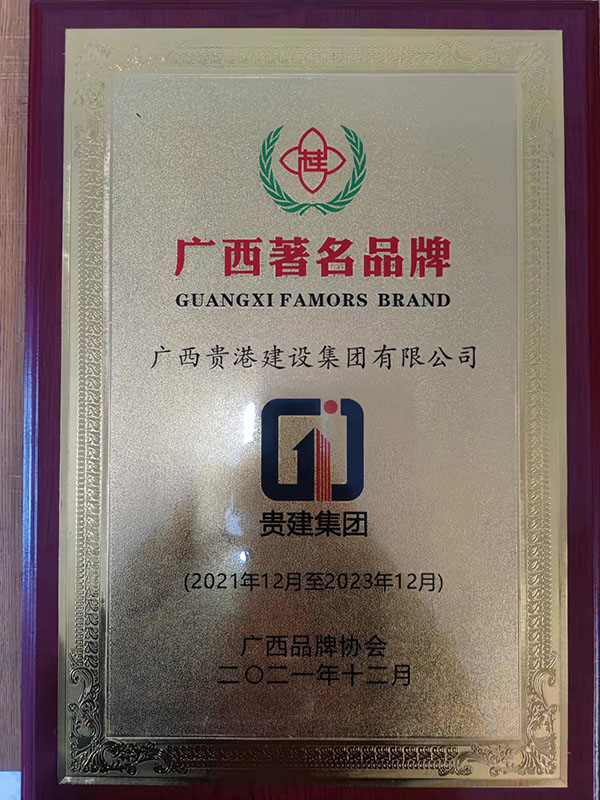 桂
广西著名品牌
GUANGXI FAMORS BRAND
广西贵港建设集团有限公司
贵建集团
(2021年12月至2023年12月)
广西品牌协会
二〇二一年十二月